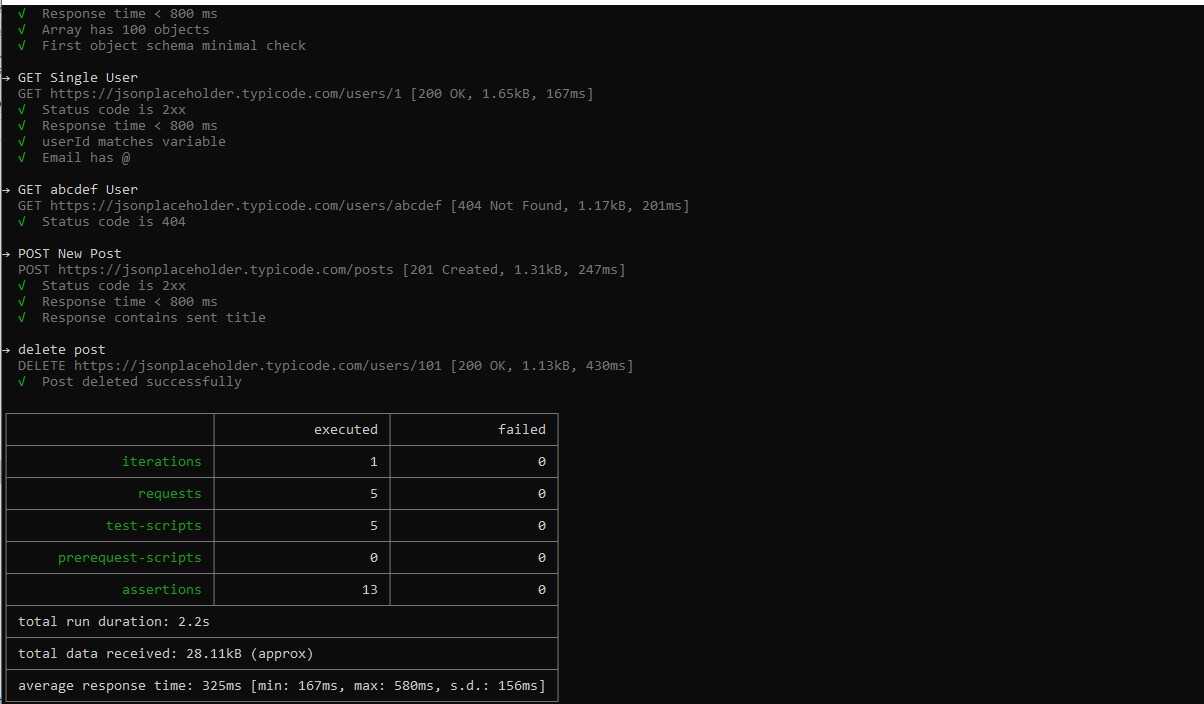 √ Response time < 800 ms
√ Array has 100 objects
√ First object schema minimal check
→ GET Single User
GET https://jsonplaceholder.typicode.com/users/1 [200 OK, 1.65kB, 167ms]
√ Status code is 2xx
√ Response time < 800 ms
√ userId matches variable
√ Email has @
→ GET abcdef User
GET https://jsonplaceholder.typicode.com/users/abcdef [404 Not Found, 1.17kB, 201ms]
√ Status code is 404
→ POST New Post
POST https://jsonplaceholder.typicode.com/posts [201 Created, 1.31kB, 247ms]
√ Status code is 2xx
√ Response time < 800 ms
√ Response contains sent title
→ delete post
DELETE https://jsonplaceholder.typicode.com/users/101 [200 OK, 1.13kB, 430ms]
√ Post deleted successfully
executed failed
iterations 1 0
requests 5 0
test-scripts 5 0
prerequest-scripts 0 0
assertions 13 0
total run duration: 2.2s
total data received: 28.11kB (approx)
average response time: 325ms [min: 167ms, max: 580ms, s.d.: 156ms]